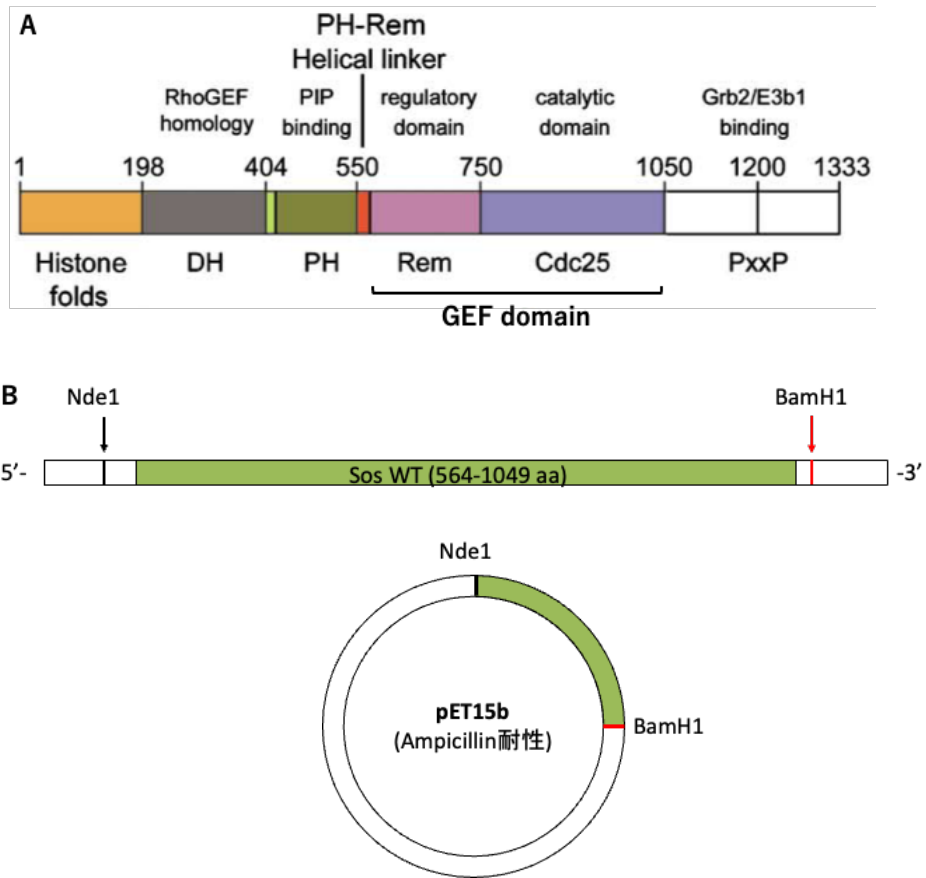 A
PH-Rem
Helical linker
RhoGEF
homology
PIP
binding
regulatory
domain
catalytic
domain
Grb2/E3b1
binding
1 198 404 550 750 1050 1200 1333
Histone
folds
DH
PH
Rem
Cdc25
PxxP
GEF domain
B
Nde1
BamH1
5′-
Sos WT (564-1049 aa)
-3′
Nde1
pET15b
(Ampicillin耐性)
BamH1